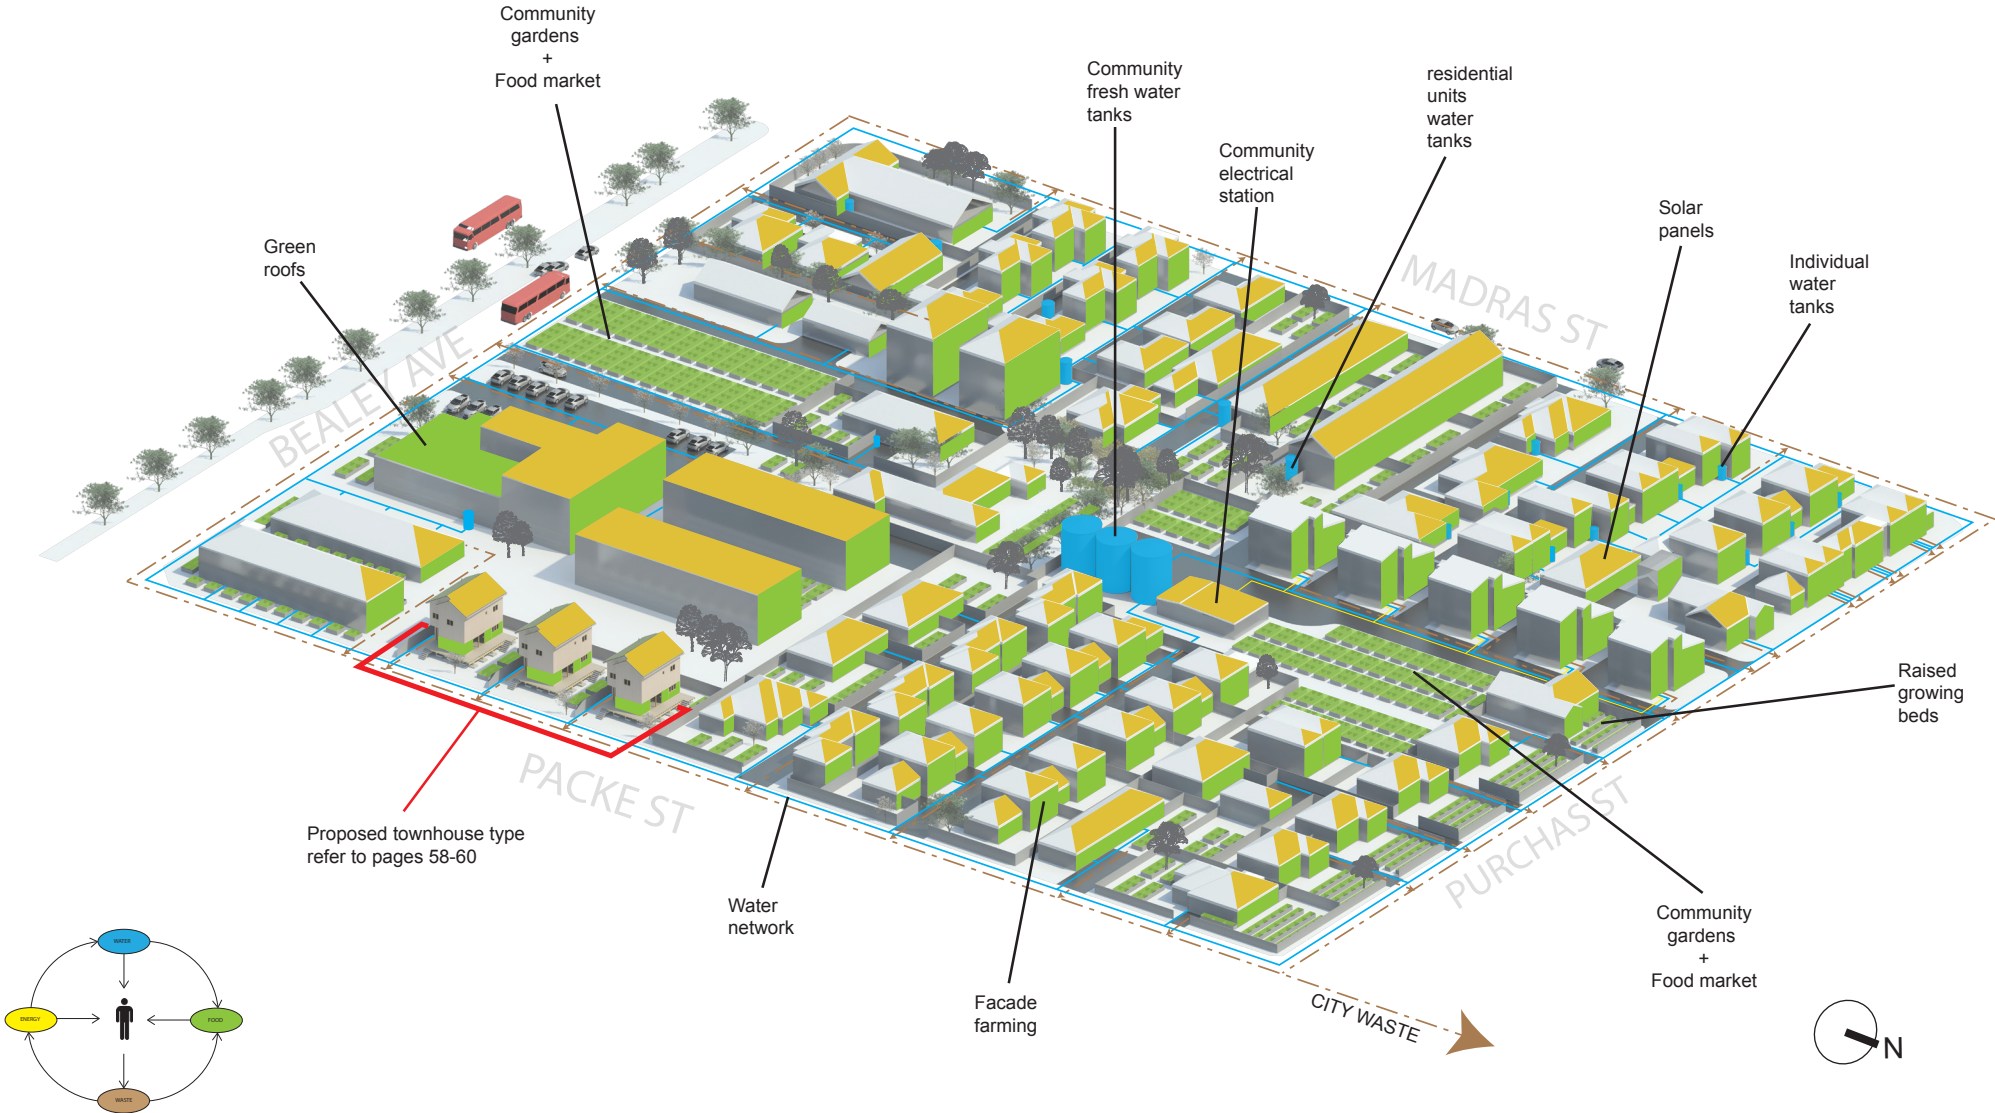 Community
gardens
+
Food market
Community
fresh water
tanks
residential
units
water
tanks
Community
electrical
station
Solar
panels
Green
roofs
Individual
water
tanks
MADRAS ST
BEALEY AVE
Raised
growing
beds
PACKE ST
PURCHAS ST
Proposed townhouse type
refer to pages 58-60
Water
network
Community
gardens
+
Food market
Facade
farming
CITY WASTE
N
WATER
ENERGY
FOOD
WASTE